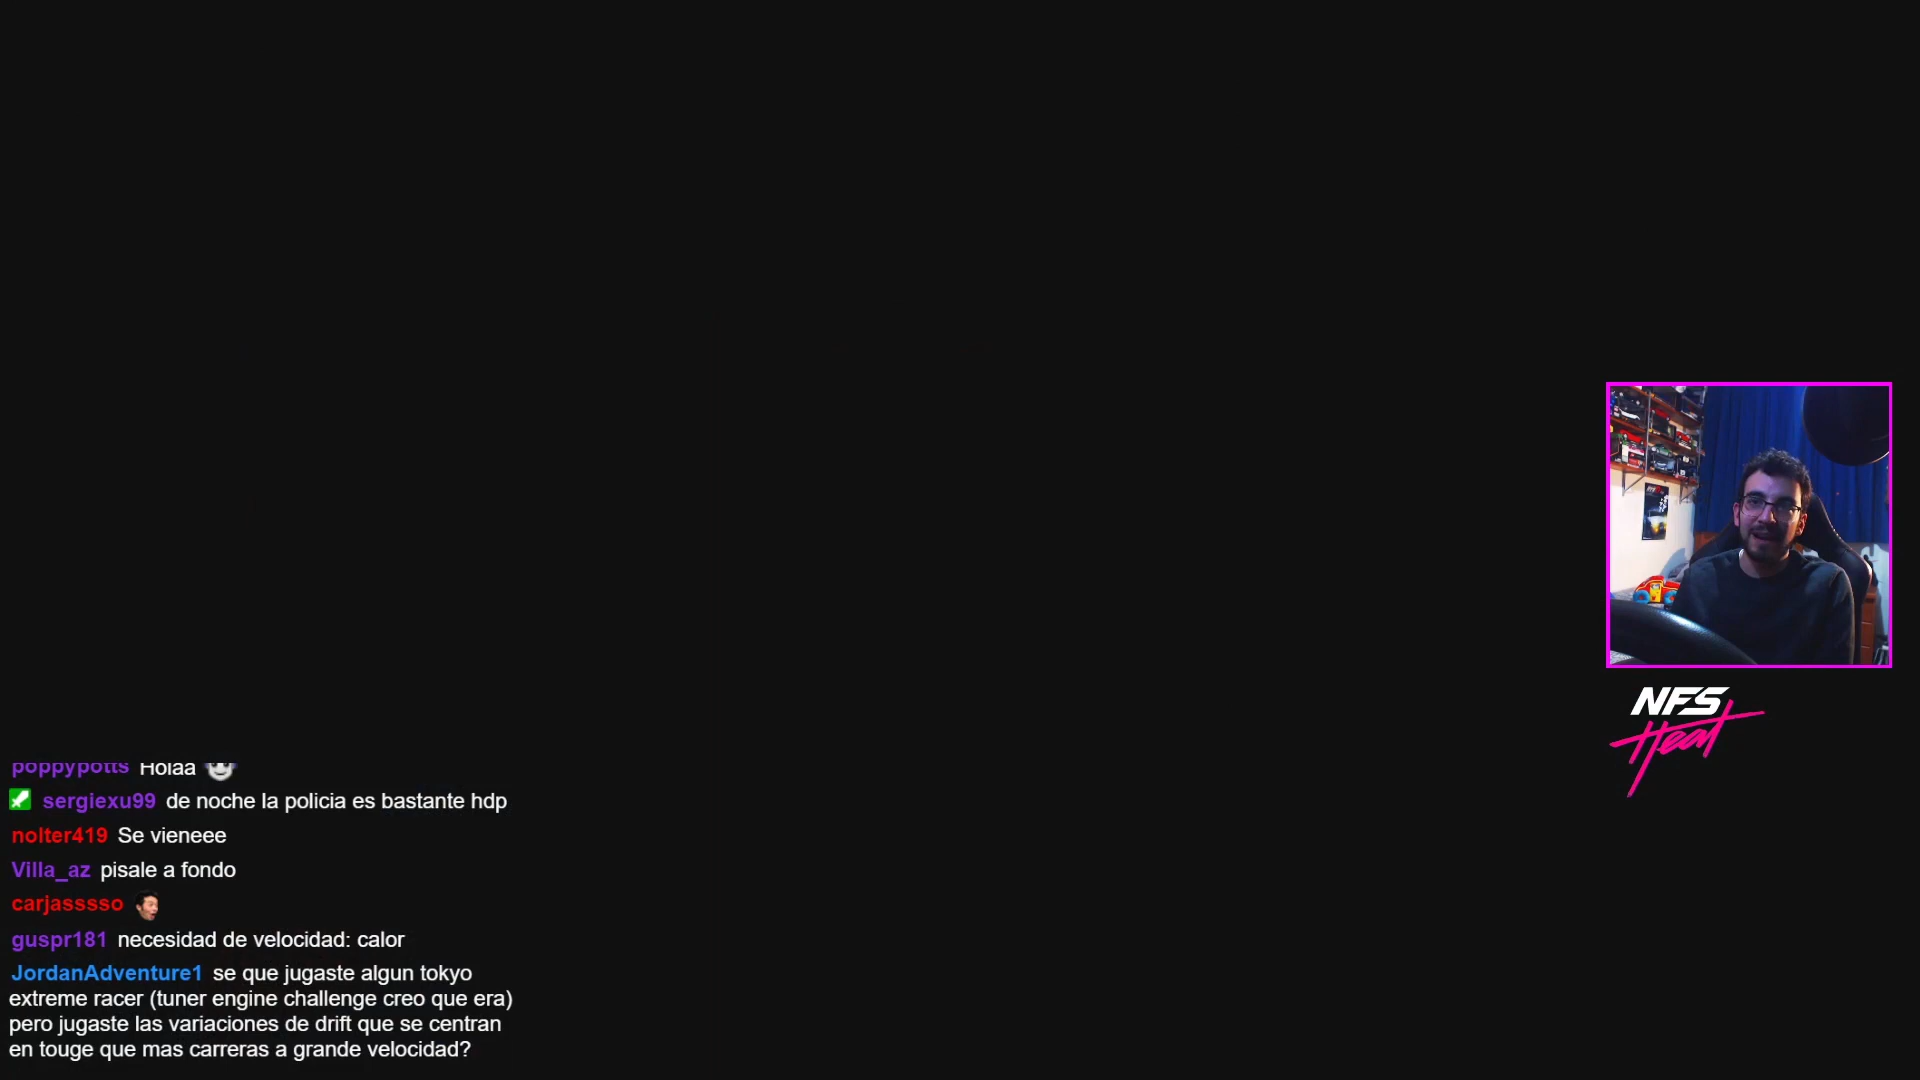 NFS
Heat
poppypotts Holaa
sergiexu99 de noche la policia es bastante hdp
nolter419 Se vieneee
Villa_az pisale a fondo
carjasssso
guspr181 necesidad de velocidad: calor
JordanAdventure1 se que jugaste algun tokyo
extreme racer (tuner engine challenge creo que era)
pero jugaste las variaciones de drift que se centran
en touge que mas carreras a grande velocidad?